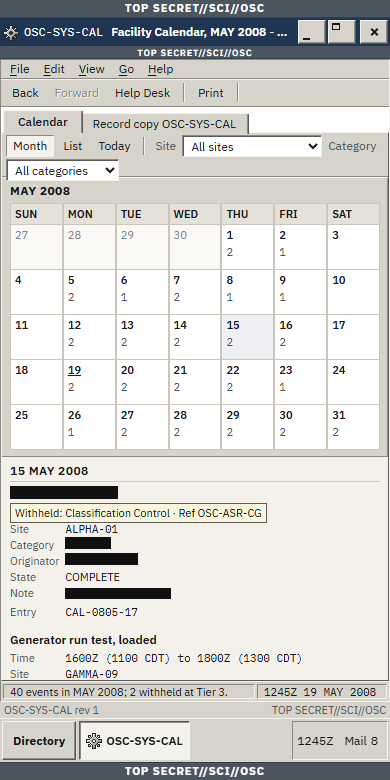 TOP SECRET//SCI//OSC
OSC-SYS-CAL Facility Calendar, MAY 2008 - ...
TOP SECRET//SCI//OSC
File Edit View Go Help
Back Forward Help Desk Print
Calendar Record copy OSC-SYS-CAL
Month List Today Site All sites Category
All categories
MAY 2008
SUN MON TUE WED THU FRI SAT
27 28 29 30 1 2 3
2 1
4 5 6 7 8 9 10
2 1 2 1 1
11 12 13 14 15 16 17
2 2 2 2 2
18 19 20 21 22 23 24
2 2 2 2 1
25 26 27 28 29 30 31
1 2 2 2 2 2
15 MAY 2008
Withheld: Classification Control · Ref OSC-ASR-CG
Site ALPHA-01
Category
Originator
State COMPLETE
Note
Entry CAL-0805-17
Generator run test, loaded
Time 1600Z (1100 CDT) to 1800Z (1300 CDT)
Site GAMMA-09
40 events in MAY 2008; 2 withheld at Tier 3. 1245Z 19 MAY 2008
OSC-SYS-CAL rev 1 TOP SECRET//SCI//OSC
Directory OSC-SYS-CAL 1245Z Mail 8
TOP SECRET//SCI//OSC